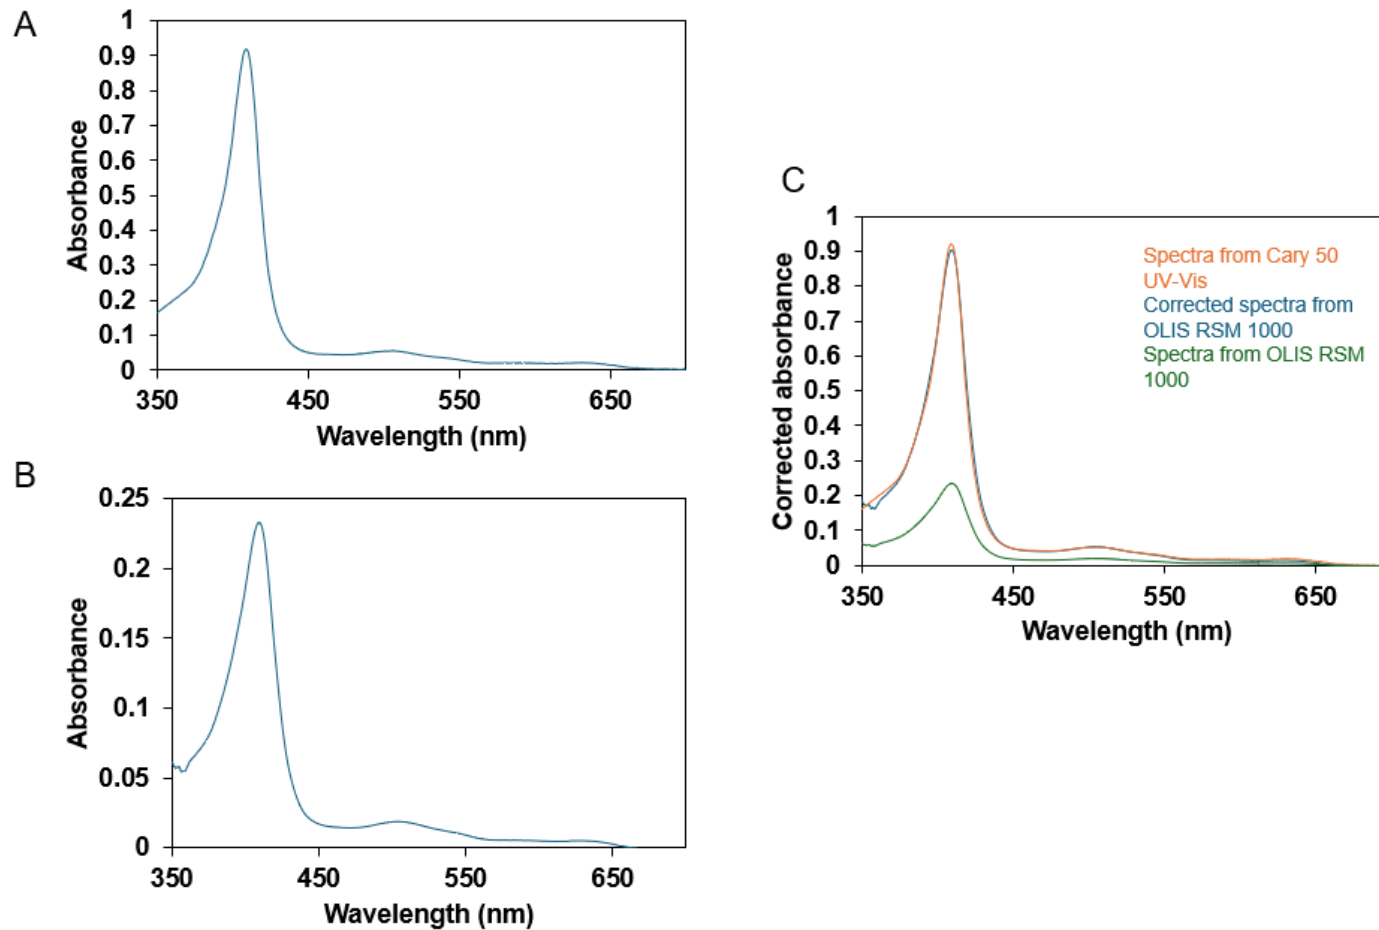 A
1
0.9
0.8
0.7
0.6
0.5
0.4
0.3
0.2
0.1
0
Absorbance
350 450 550 650
Wavelength (nm)
B
0.25
0.2
0.15
0.1
0.05
0
Absorbance
350 450 550 650
Wavelength (nm)
C
1
0.9
0.8
0.7
0.6
0.5
0.4
0.3
0.2
0.1
0
Corrected absorbance
Spectra from Cary 50
UV-Vis
Corrected spectra from
OLIS RSM 1000
Spectra from OLIS RSM
1000
350 450 550 650
Wavelength (nm)